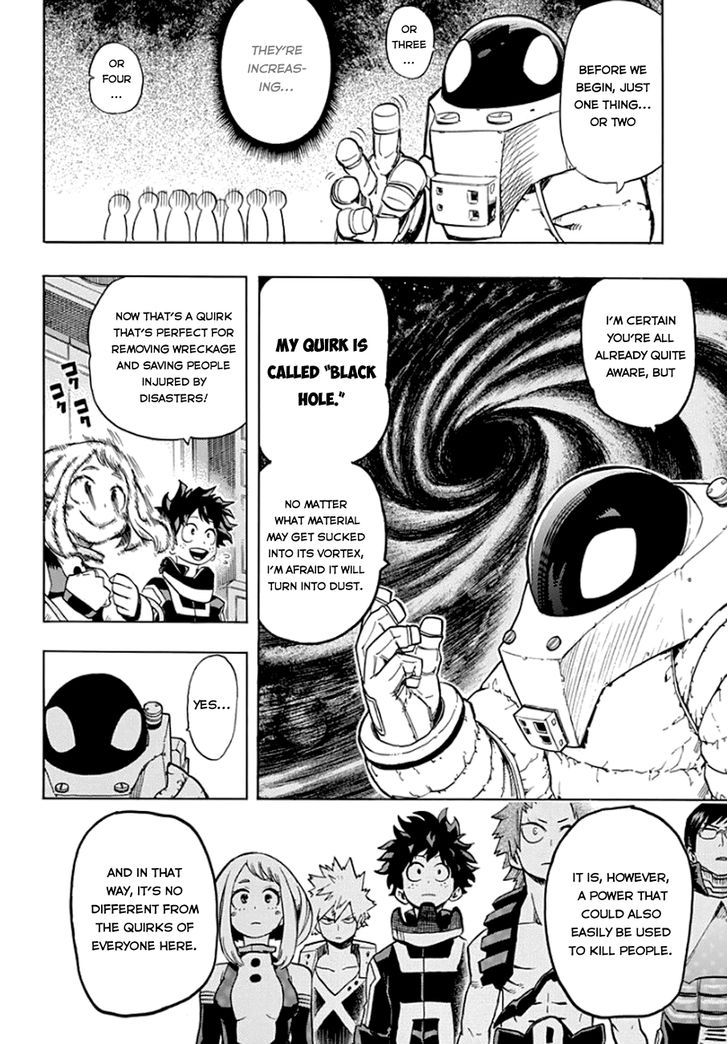 BEFORE WE
BEGIN, JUST
ONE THING...
OR TWO
OR
THREE
...
THEY'RE
INCREAS-
ING...
OR
FOUR
...
I'M CERTAIN
YOU'RE ALL
ALREADY QUITE
AWARE, BUT
MY QUIRK IS
CALLED "BLACK
HOLE."
NO MATTER
WHAT MATERIAL
MAY GET SUCKED
INTO ITS VORTEX,
I'M AFRAID IT WILL
TURN INTO DUST.
NOW THAT'S A QUIRK
THAT'S PERFECT FOR
REMOVING WRECKAGE
AND SAVING PEOPLE
INJURED BY
DISASTERS!
コク
コク
YES...
IT IS, HOWEVER,
A POWER THAT
COULD ALSO
EASILY BE USED
TO KILL PEOPLE.
AND IN THAT
WAY, IT'S NO
DIFFERENT FROM
THE QUIRKS OF
EVERYONE HERE.